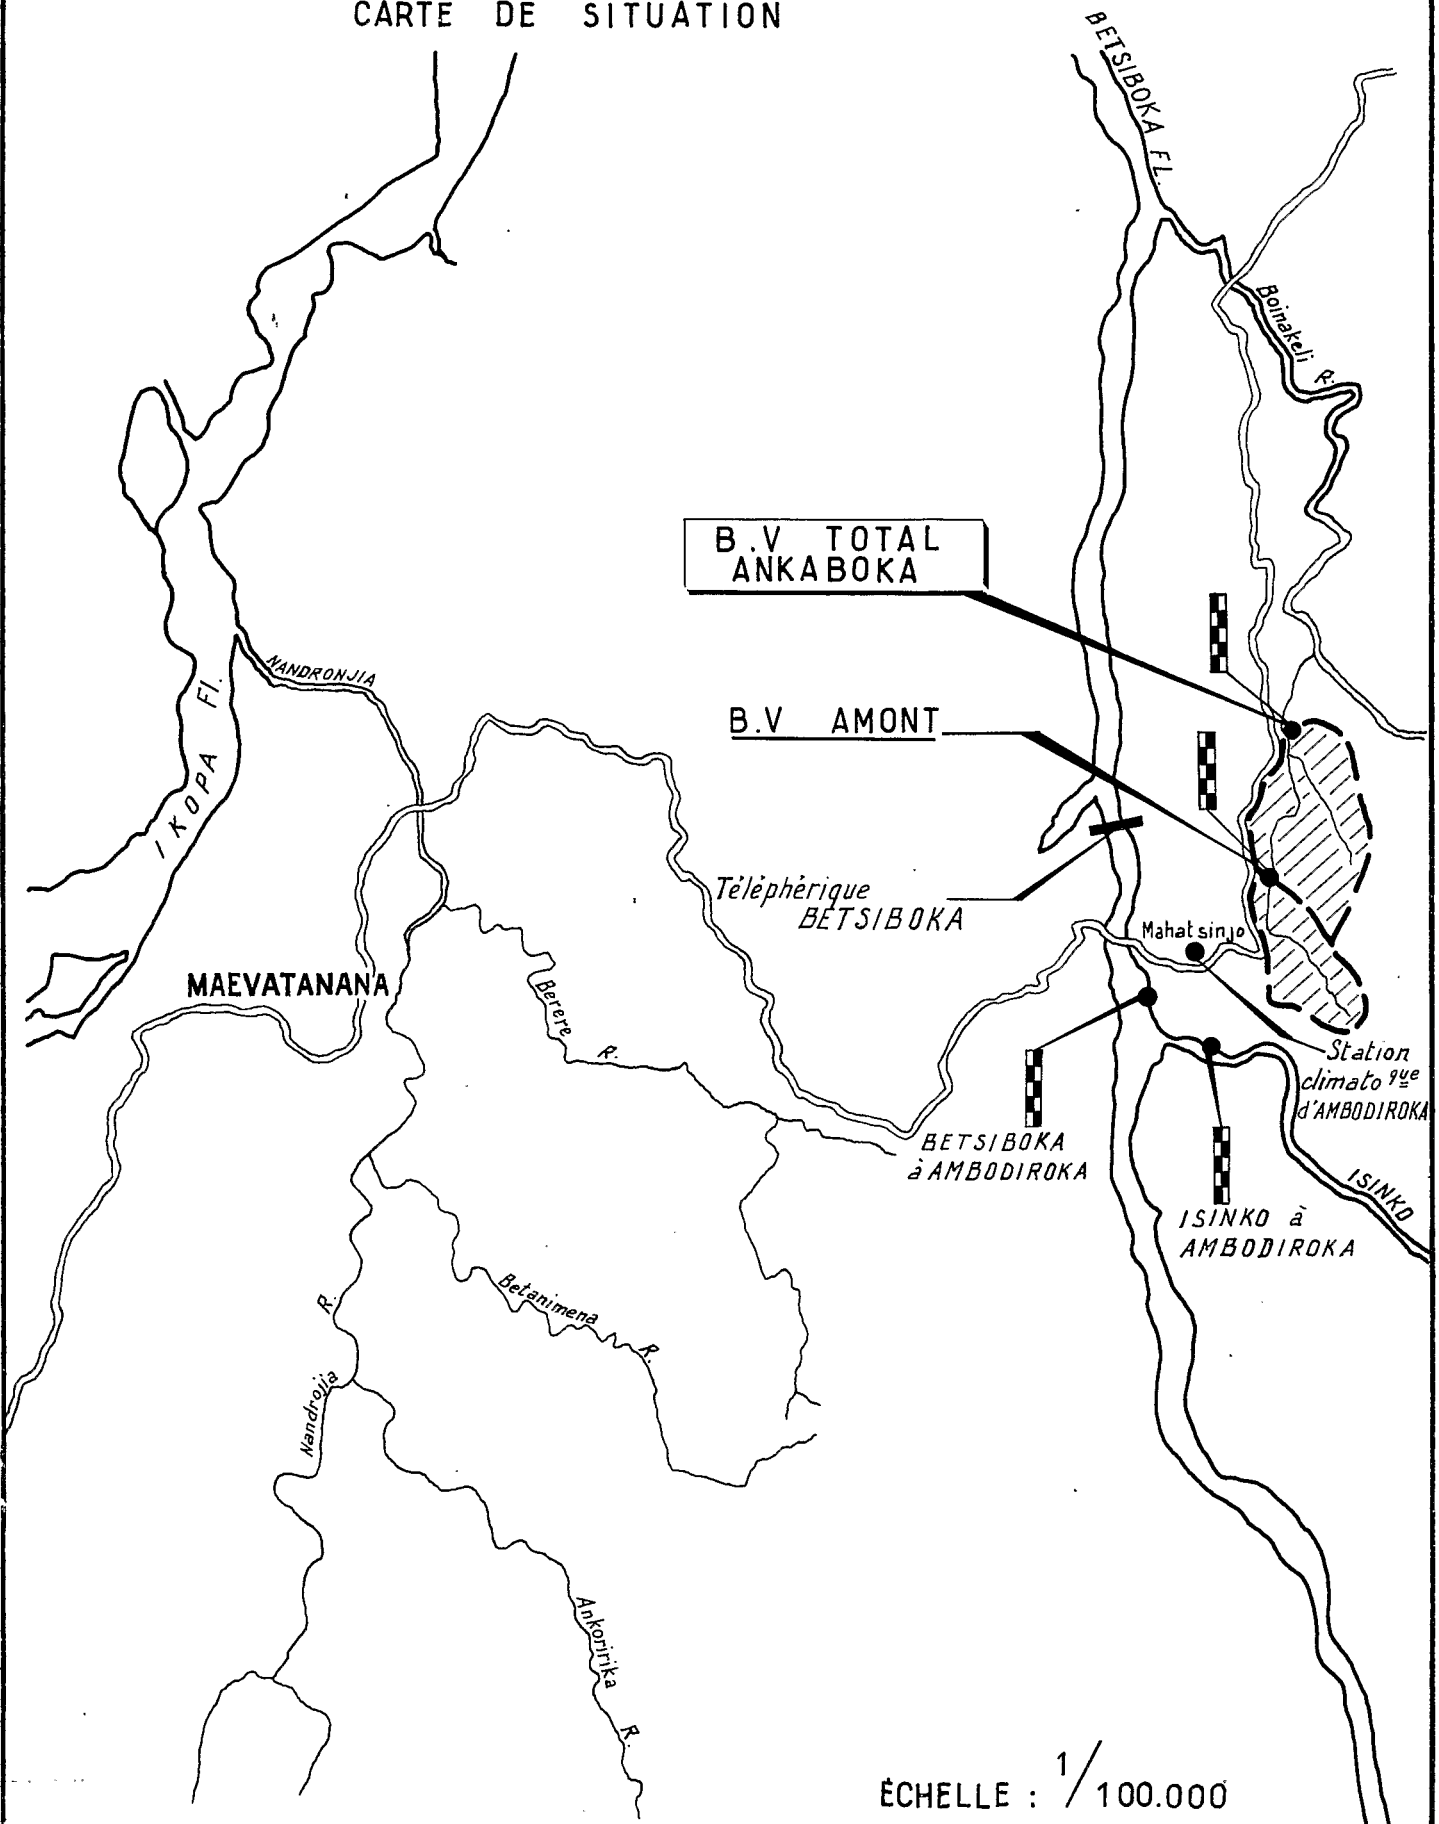 CARTE DE SITUATION
BETSIBOKA FL.
Boinakeli R.
B.V TOTAL
ANKABOKA
NANDRONJIA
IKOPA Fl.
B.V AMONT
Téléphérique
BETSIBOKA
Mahatsinjo
MAEVATANANA
Berere R.
Station
climato que
d'AMBODIROKA
BETSIBOKA
à AMBODIROKA
ISINKO
ISINKO à
AMBODIROKA
Betanimena R.
Nandrojia R.
Ankoririka R.
ÉCHELLE : 1/100.000